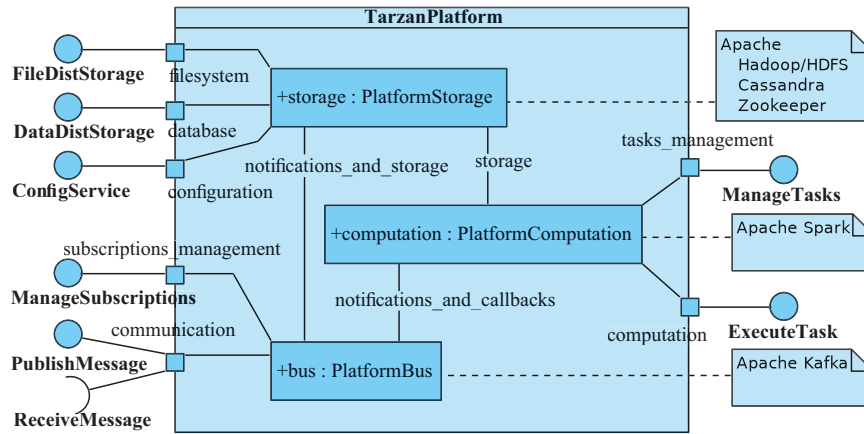 TarzanPlatform
FileDistStorage
filesystem
+storage : PlatformStorage
Apache
Hadoop/HDFS
Cassandra
Zookeeper
DataDistStorage
database
ConfigService
configuration
notifications_and_storage
storage
tasks_management
ManageTasks
+computation : PlatformComputation
Apache Spark
subscriptions_management
ManageSubscriptions
notifications_and_callbacks
communication
computation
ExecuteTask
PublishMessage
+bus : PlatformBus
Apache Kafka
ReceiveMessage